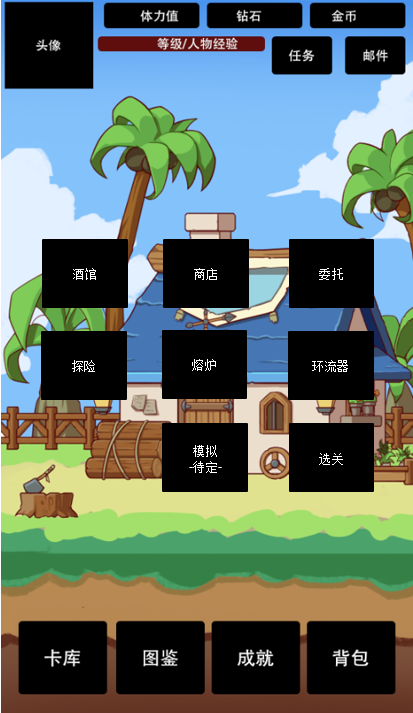 头像
体力值
钻石
金币
等级/人物经验
任务
邮件
酒馆
商店
委托
探险
熔炉
环流器
模拟
-待定-
选关
卡库
图鉴
成就
背包